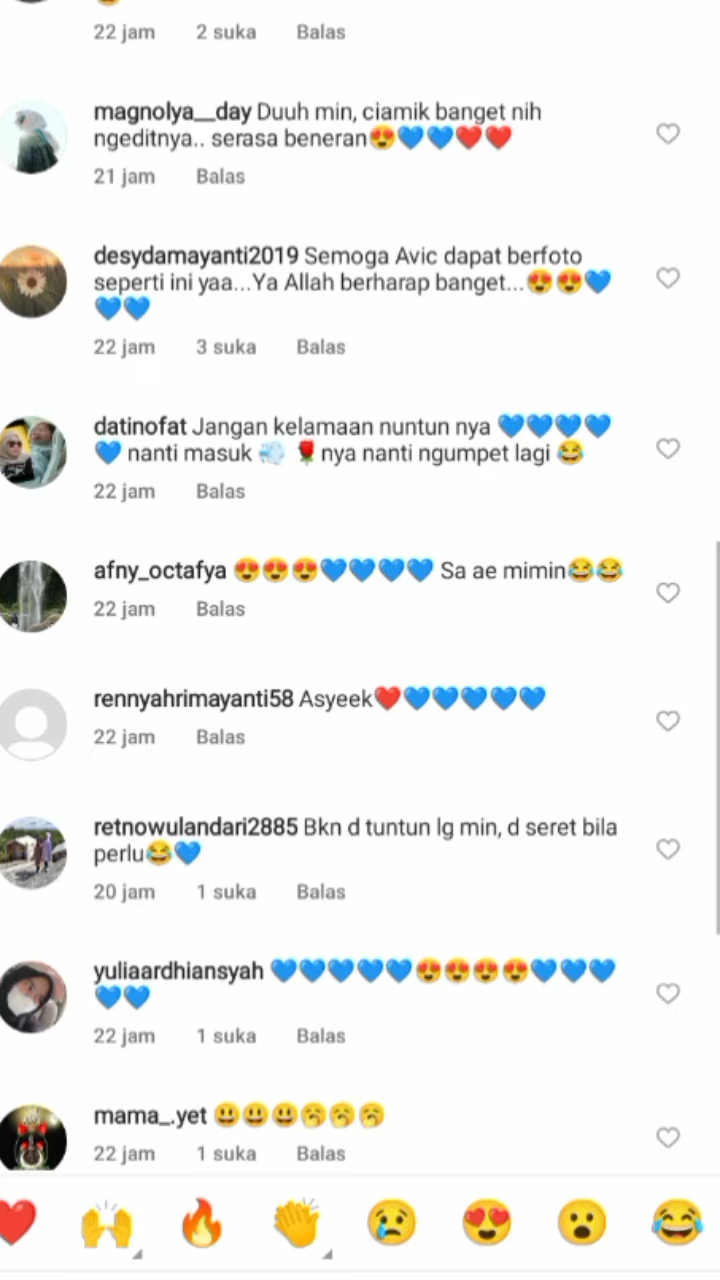 22 jam 2 suka Balas
magnolya__day Duuh min, ciamik banget nih
ngeditnya.. serasa beneran😍💙💙❤️❤️
21 jam Balas
desydamayanti2019 Semoga Avic dapat berfoto
seperti ini yaa...Ya Allah berharap banget...😍😍💙
💙💙
22 jam 3 suka Balas
datinofat Jangan kelamaan nuntun nya 💙💙💙💙
💙 nanti masuk 💨 🌹nya nanti ngumpet lagi 😂
22 jam Balas
afny_octafya 😍😍😍💙💙💙💙 Sa ae mimin😂😂
22 jam Balas
rennyahrimayanti58 Asyeek❤️💙💙💙💙💙
22 jam Balas
retnowulandari2885 Bkn d tuntun lg min, d seret bila
perlu😂💙
20 jam 1 suka Balas
yuliaardhiansyah 💙💙💙💙💙😍😍😍😍💙💙💙
💙💙
22 jam 1 suka Balas
mama_.yet 😃😃😃🥱🥱🥱
22 jam 1 suka Balas